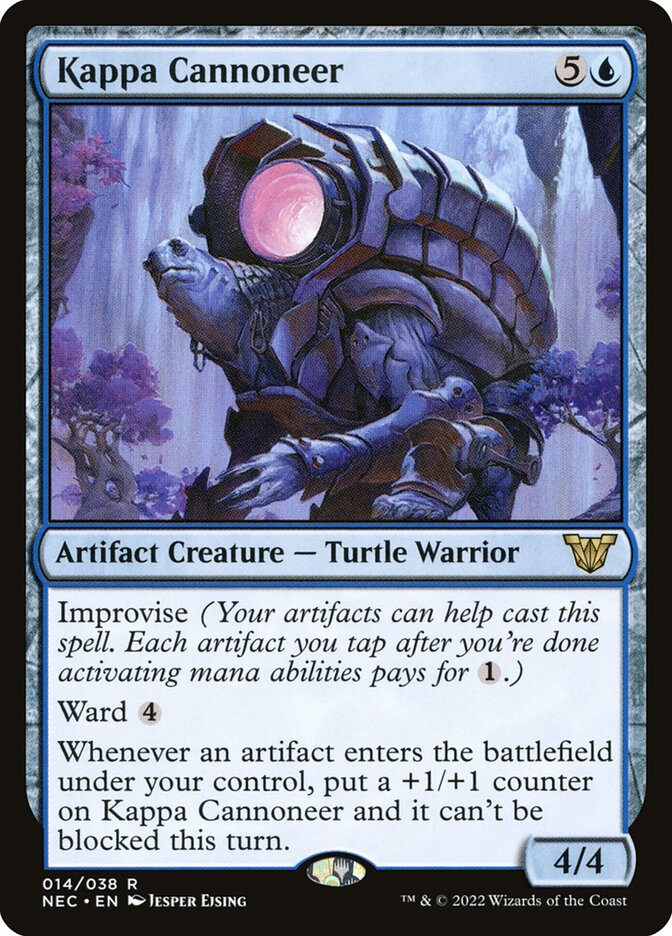 Kappa Cannoneer 5
Artifact Creature — Turtle Warrior
Improvise (Your artifacts can help cast this
spell. Each artifact you tap after you're done
activating mana abilities pays for 1.)
Ward 4
Whenever an artifact enters the battlefield
under your control, put a +1/+1 counter
on Kappa Cannoneer and it can't be
blocked this turn.
4/4
014/038 R
NEC • EN Jesper Ejsing
™ & © 2022 Wizards of the Coast